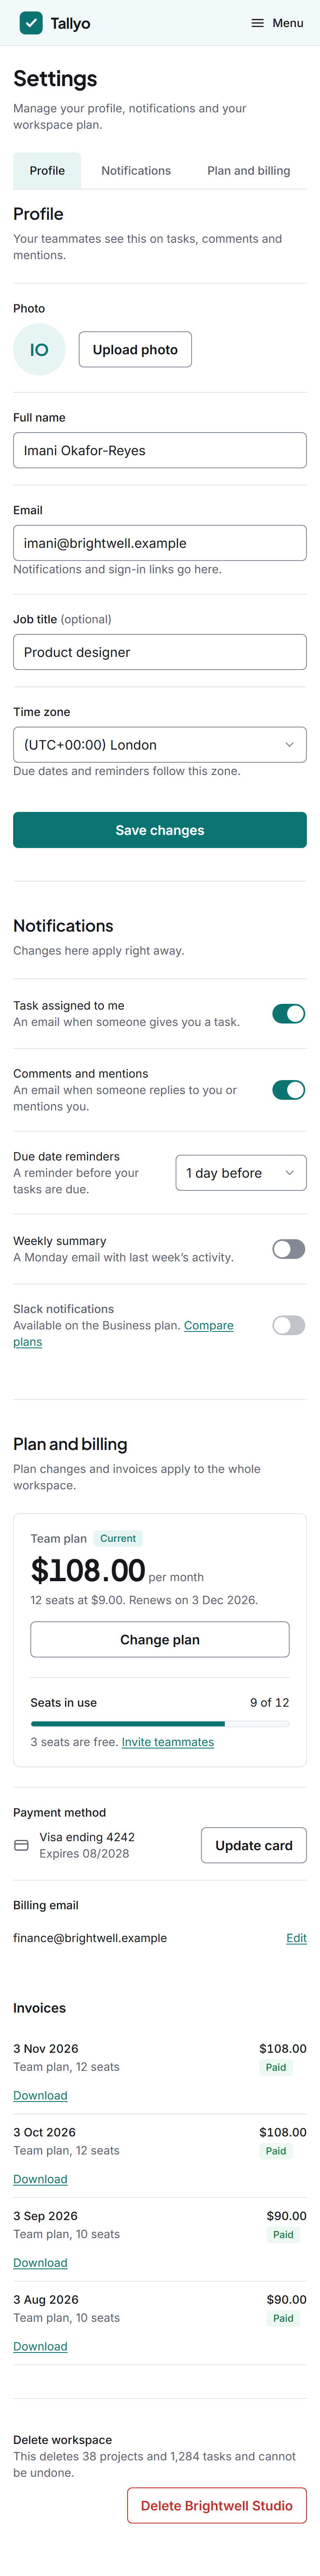 Tallyo
Menu
Settings
Manage your profile, notifications and your
workspace plan.
Profile
Notifications
Plan and billing
Profile
Your teammates see this on tasks, comments and
mentions.
Photo
IO
Upload photo
Full name
Imani Okafor-Reyes
Email
imani@brightwell.example
Notifications and sign-in links go here.
Job title (optional)
Product designer
Time zone
(UTC+00:00) London
Due dates and reminders follow this zone.
Save changes
Notifications
Changes here apply right away.
Task assigned to me
An email when someone gives you a task.
Comments and mentions
An email when someone replies to you or
mentions you.
Due date reminders
A reminder before your
tasks are due.
1 day before
Weekly summary
A Monday email with last week's activity.
Slack notifications
Available on the Business plan. Compare
plans
Plan and billing
Plan changes and invoices apply to the whole
workspace.
Team plan Current
$108.00 per month
12 seats at $9.00. Renews on 3 Dec 2026.
Change plan
Seats in use 9 of 12
3 seats are free. Invite teammates
Payment method
Visa ending 4242
Expires 08/2028
Update card
Billing email
finance@brightwell.example Edit
Invoices
3 Nov 2026 $108.00
Team plan, 12 seats Paid
Download
3 Oct 2026 $108.00
Team plan, 12 seats Paid
Download
3 Sep 2026 $90.00
Team plan, 10 seats Paid
Download
3 Aug 2026 $90.00
Team plan, 10 seats Paid
Download
Delete workspace
This deletes 38 projects and 1,284 tasks and cannot
be undone.
Delete Brightwell Studio